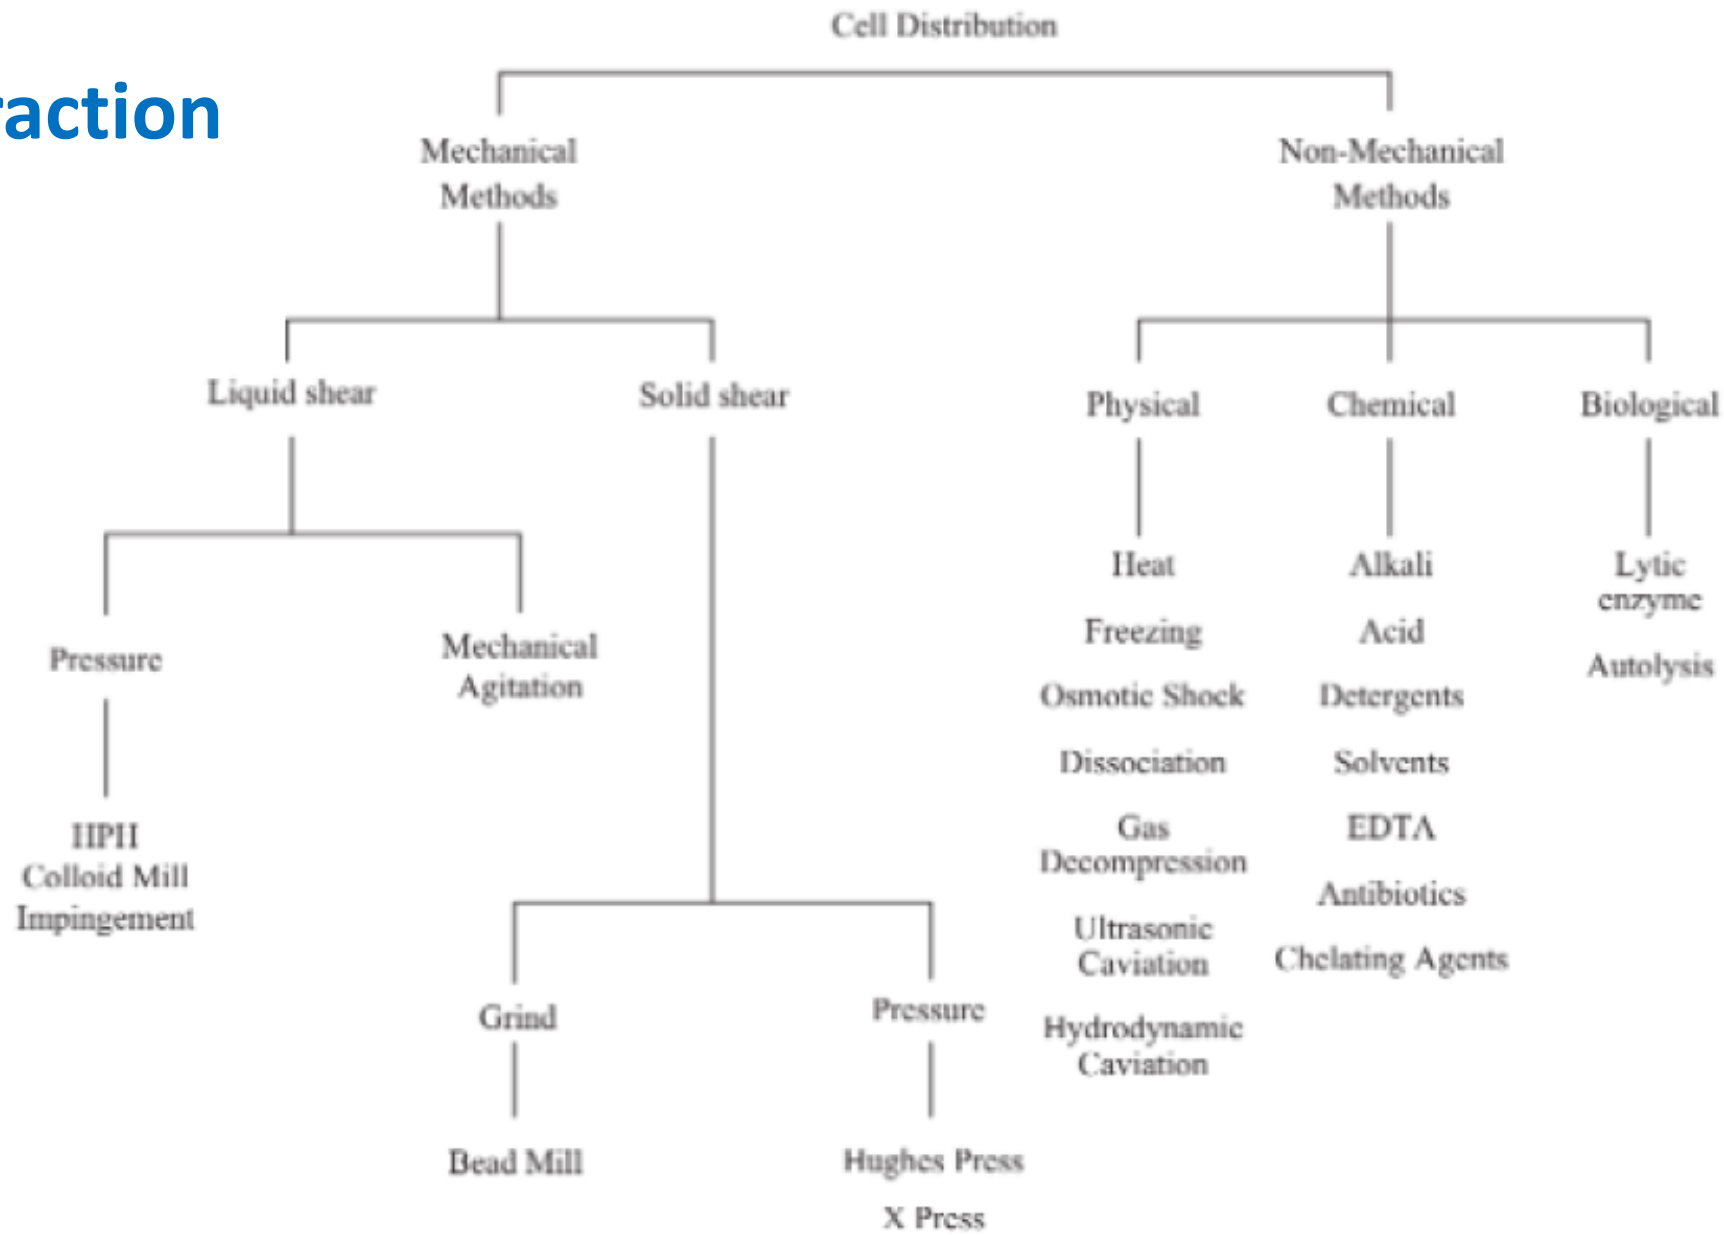 Cell Distribution
raction
Mechanical
Methods
Non-Mechanical
Methods
Liquid shear
Solid shear
Physical
Chemical
Biological
Pressure
Mechanical
Agitation
HPH
Colloid Mill
Impingement
Grind
Bead Mill
Pressure
Hughes Press
X Press
Heat
Freezing
Osmotic Shock
Dissociation
Gas
Decompression
Ultrasonic
Caviation
Hydrodynamic
Caviation
Alkali
Acid
Detergents
Solvents
EDTA
Antibiotics
Chelating Agents
Lytic
enzyme
Autolysis